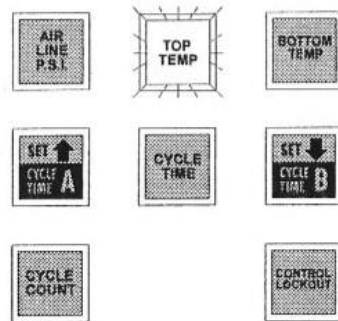 AIR
LINE
P.S.I.
TOP
TEMP
BOTTOM
TEMP
SET
CYCLE
TIME A
CYCLE
TIME
SET
CYCLE
TIME B
CYCLE
COUNT
CONTROL
LOCKOUT